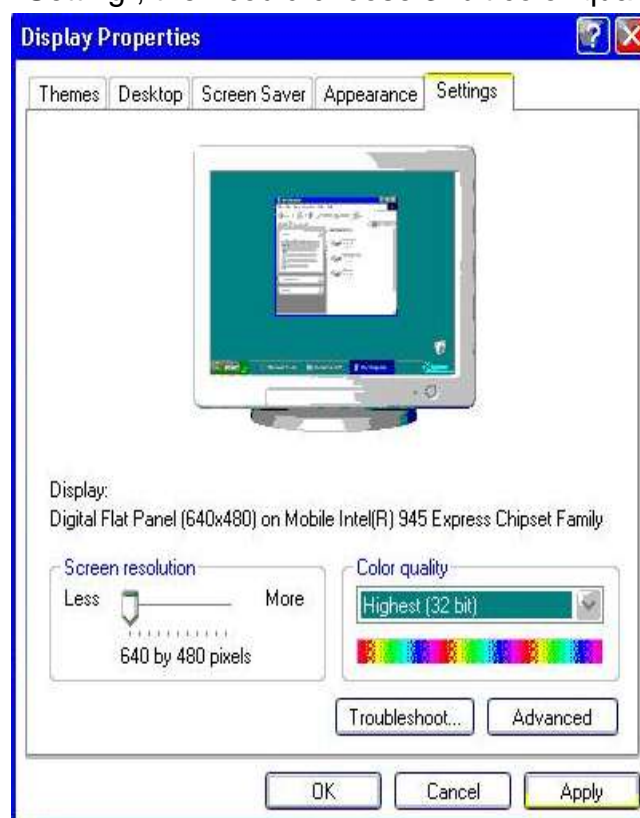 Display Properties
Themes Desktop Screen Saver Appearance Settings
Display:
Digital Flat Panel (640x480) on Mobile Intel(R) 945 Express Chipset Family
Screen resolution
Less More
640 by 480 pixels
Color quality
Highest (32 bit)
Troubleshoot... Advanced
OK Cancel Apply